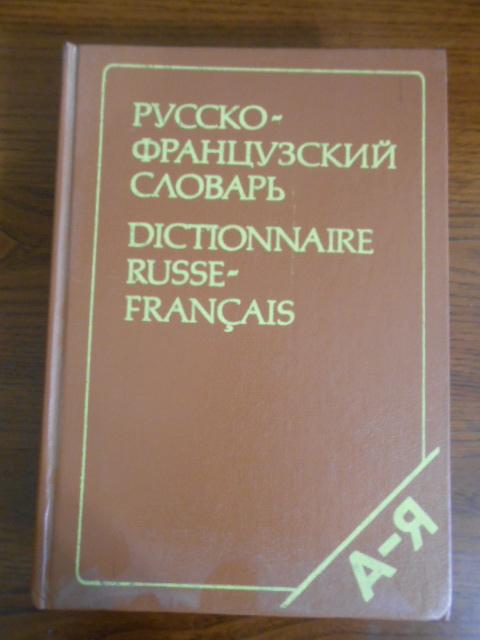 РУССКО-
ФРАНЦУЗСКИЙ
СЛОВАРЬ
DICTIONNAIRE
RUSSE-
FRANÇAIS
А-Я